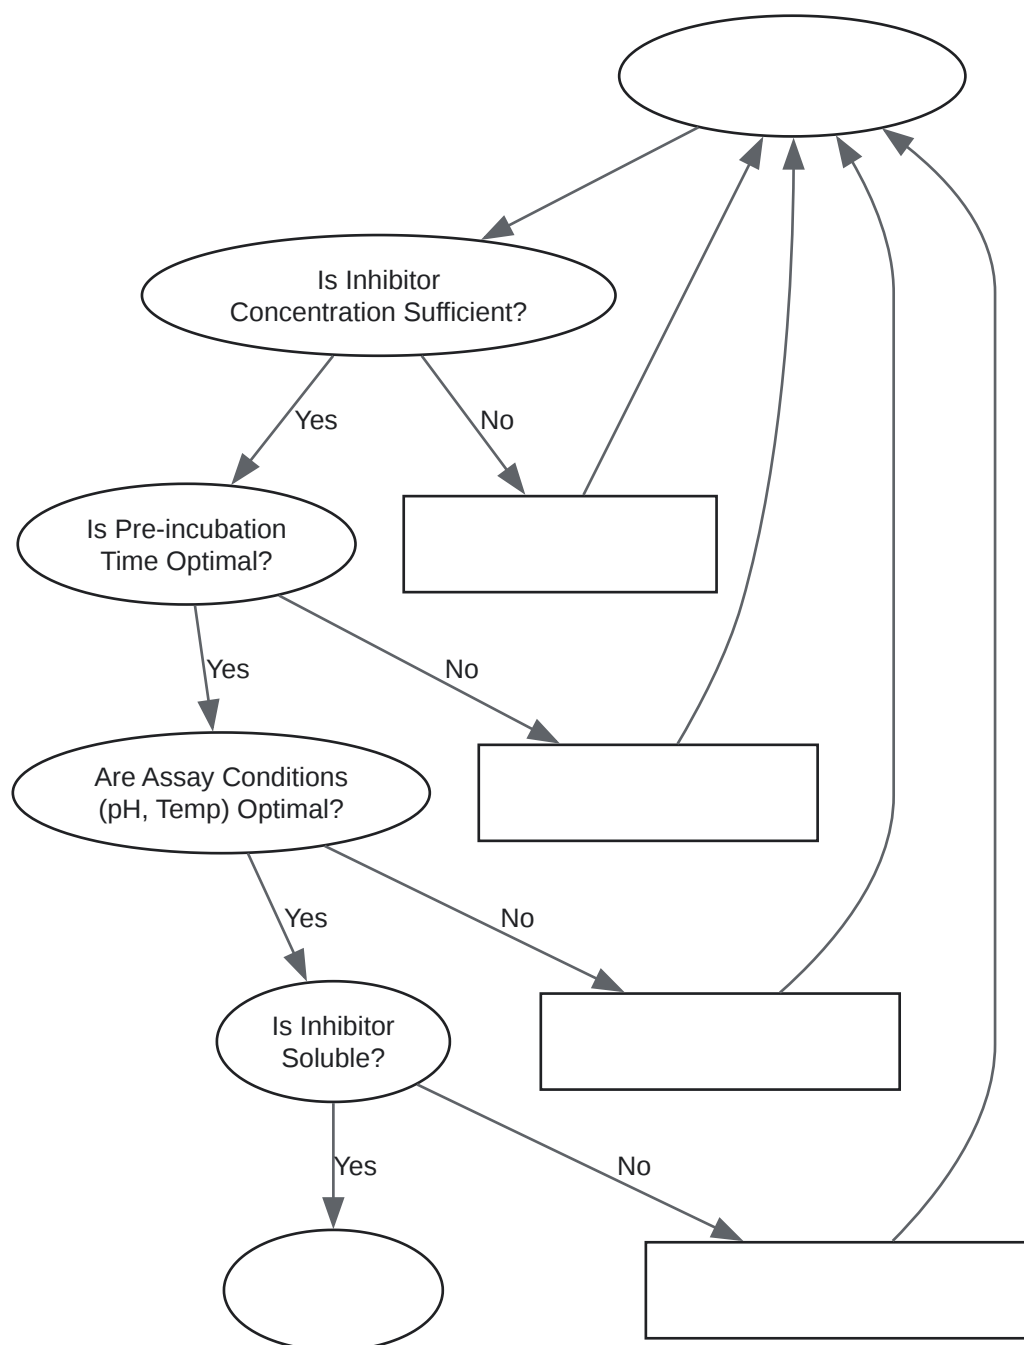 Is Inhibitor
Concentration Sufficient?
Yes
No
Is Pre-incubation
Time Optimal?
Yes
No
Are Assay Conditions
(pH, Temp) Optimal?
Yes
No
Is Inhibitor
Soluble?
Yes
No